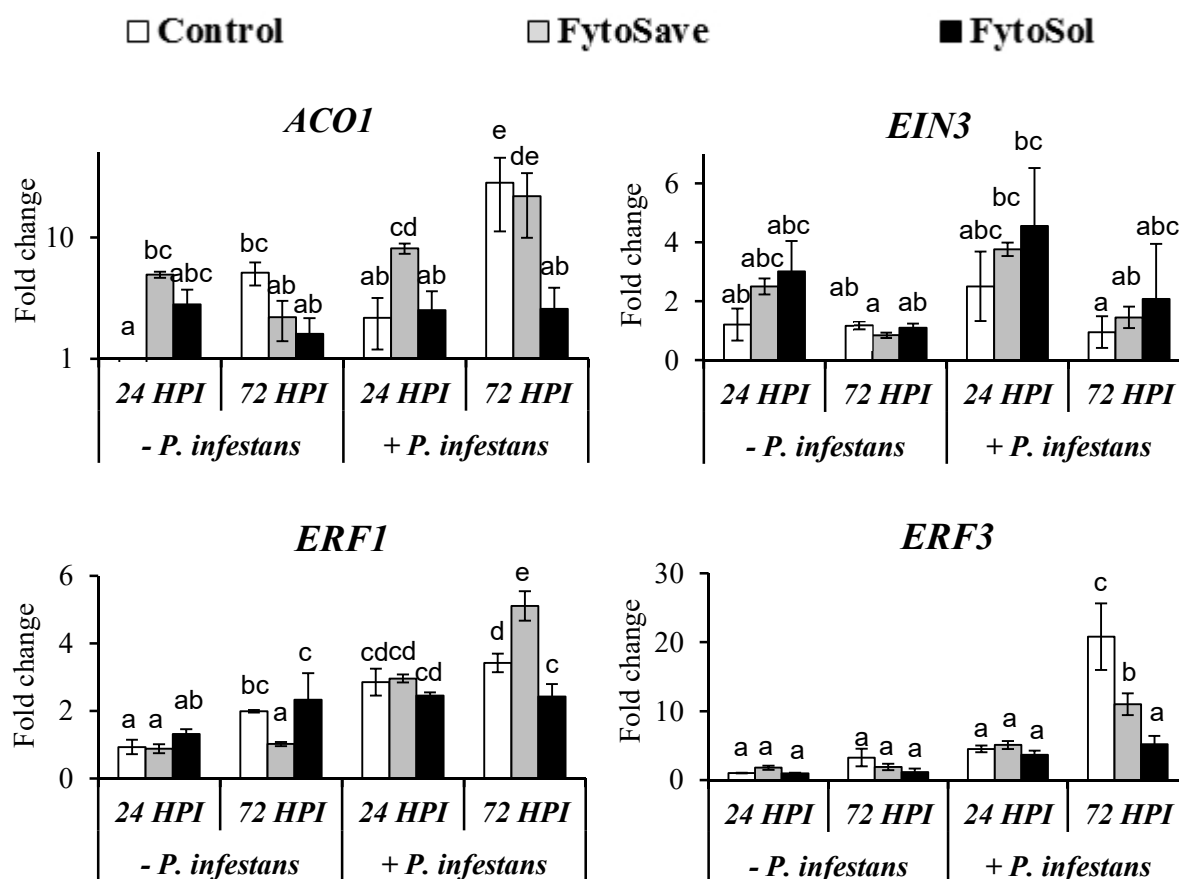 Control FytoSave FytoSol
ACO1
Fold change
10
1
a bc abc bc ab ab ab cd ab e de ab
24 HPI 72 HPI 24 HPI 72 HPI
- P. infestans + P. infestans
EIN3
Fold change
6
4
2
0
ab abc abc ab a ab abc bc bc a ab abc
24 HPI 72 HPI 24 HPI 72 HPI
- P. infestans + P. infestans
ERF1
Fold change
6
4
2
0
a a ab bc a c cd cd cd d e c
24 HPI 72 HPI 24 HPI 72 HPI
- P. infestans + P. infestans
ERF3
Fold change
30
20
10
0
a a a a a a a a a c b a
24 HPI 72 HPI 24 HPI 72 HPI
- P. infestans + P. infestans